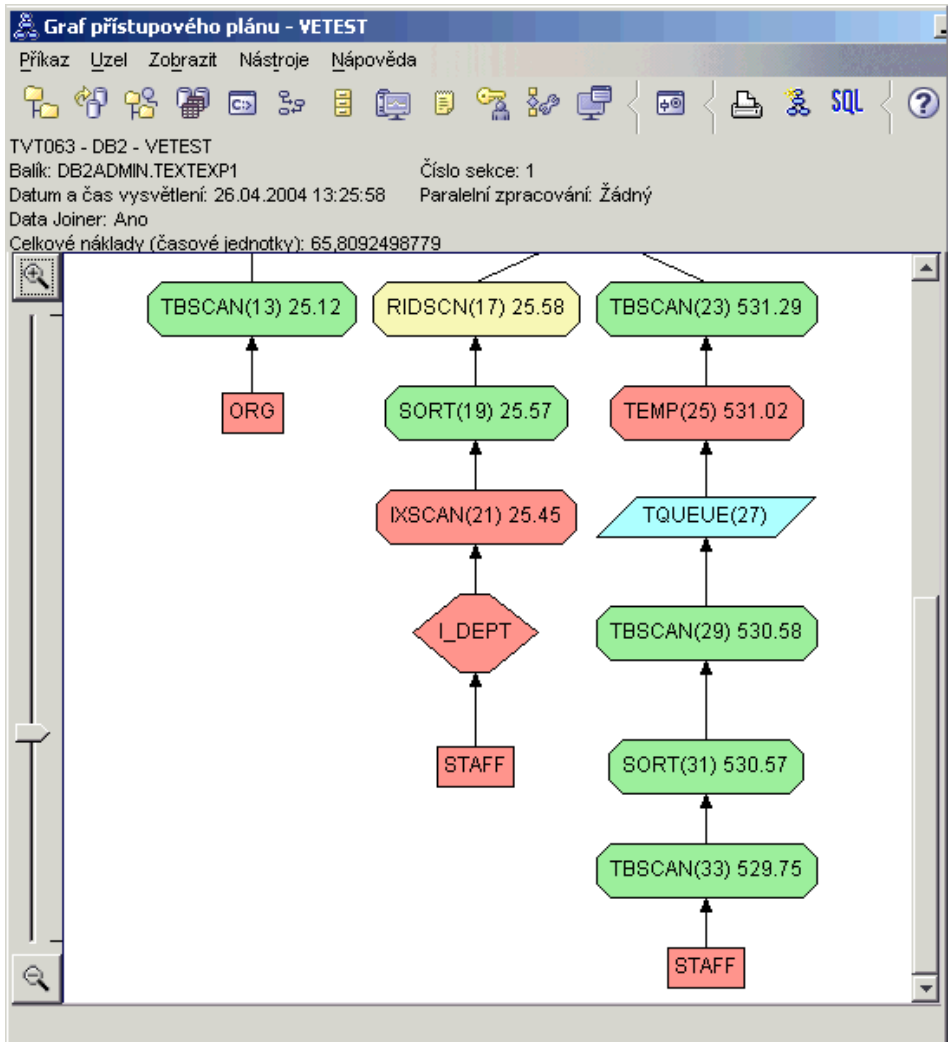 Graf přístupového plánu - VETEST
Příkaz Uzel Zobrazit Nástroje Nápověda
C:> SQL ?
TVT063 - DB2 - VETEST
Balík: DB2ADMIN.TEXTEXP1 Číslo sekce: 1
Datum a čas vysvětlení: 26.04.2004 13:25:58 Paralelní zpracování: Žádný
Data Joiner: Ano
Celkové náklady (časové jednotky): 65,8092498779
TBSCAN(13) 25.12 RIDSCN(17) 25.58 TBSCAN(23) 531.29
ORG SORT(19) 25.57 TEMP(25) 531.02
IXSCAN(21) 25.45 TQUEUE(27)
I_DEPT TBSCAN(29) 530.58
STAFF SORT(31) 530.57
TBSCAN(33) 529.75
STAFF